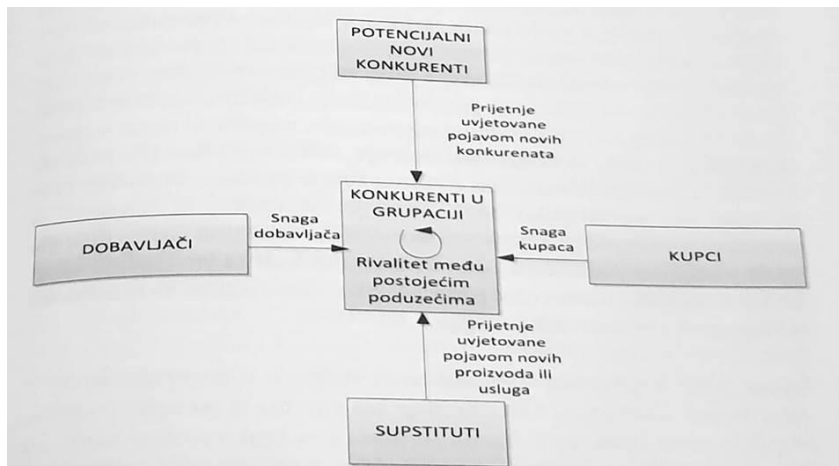 POTENCIJALNI
NOVI
KONKURENTI
Prijetnje
uvjetovane
pojavom novih
konkurenata
KONKURENTI U
GRUPACIJI
Rivalitet među
postojećim
poduzećima
DOBAVLJAČI
Snaga
dobavljača
Snaga
kupaca
KUPCI
Prijetnje
uvjetovane
pojavom novih
proizvoda ili
usluga
SUPSTITUTI